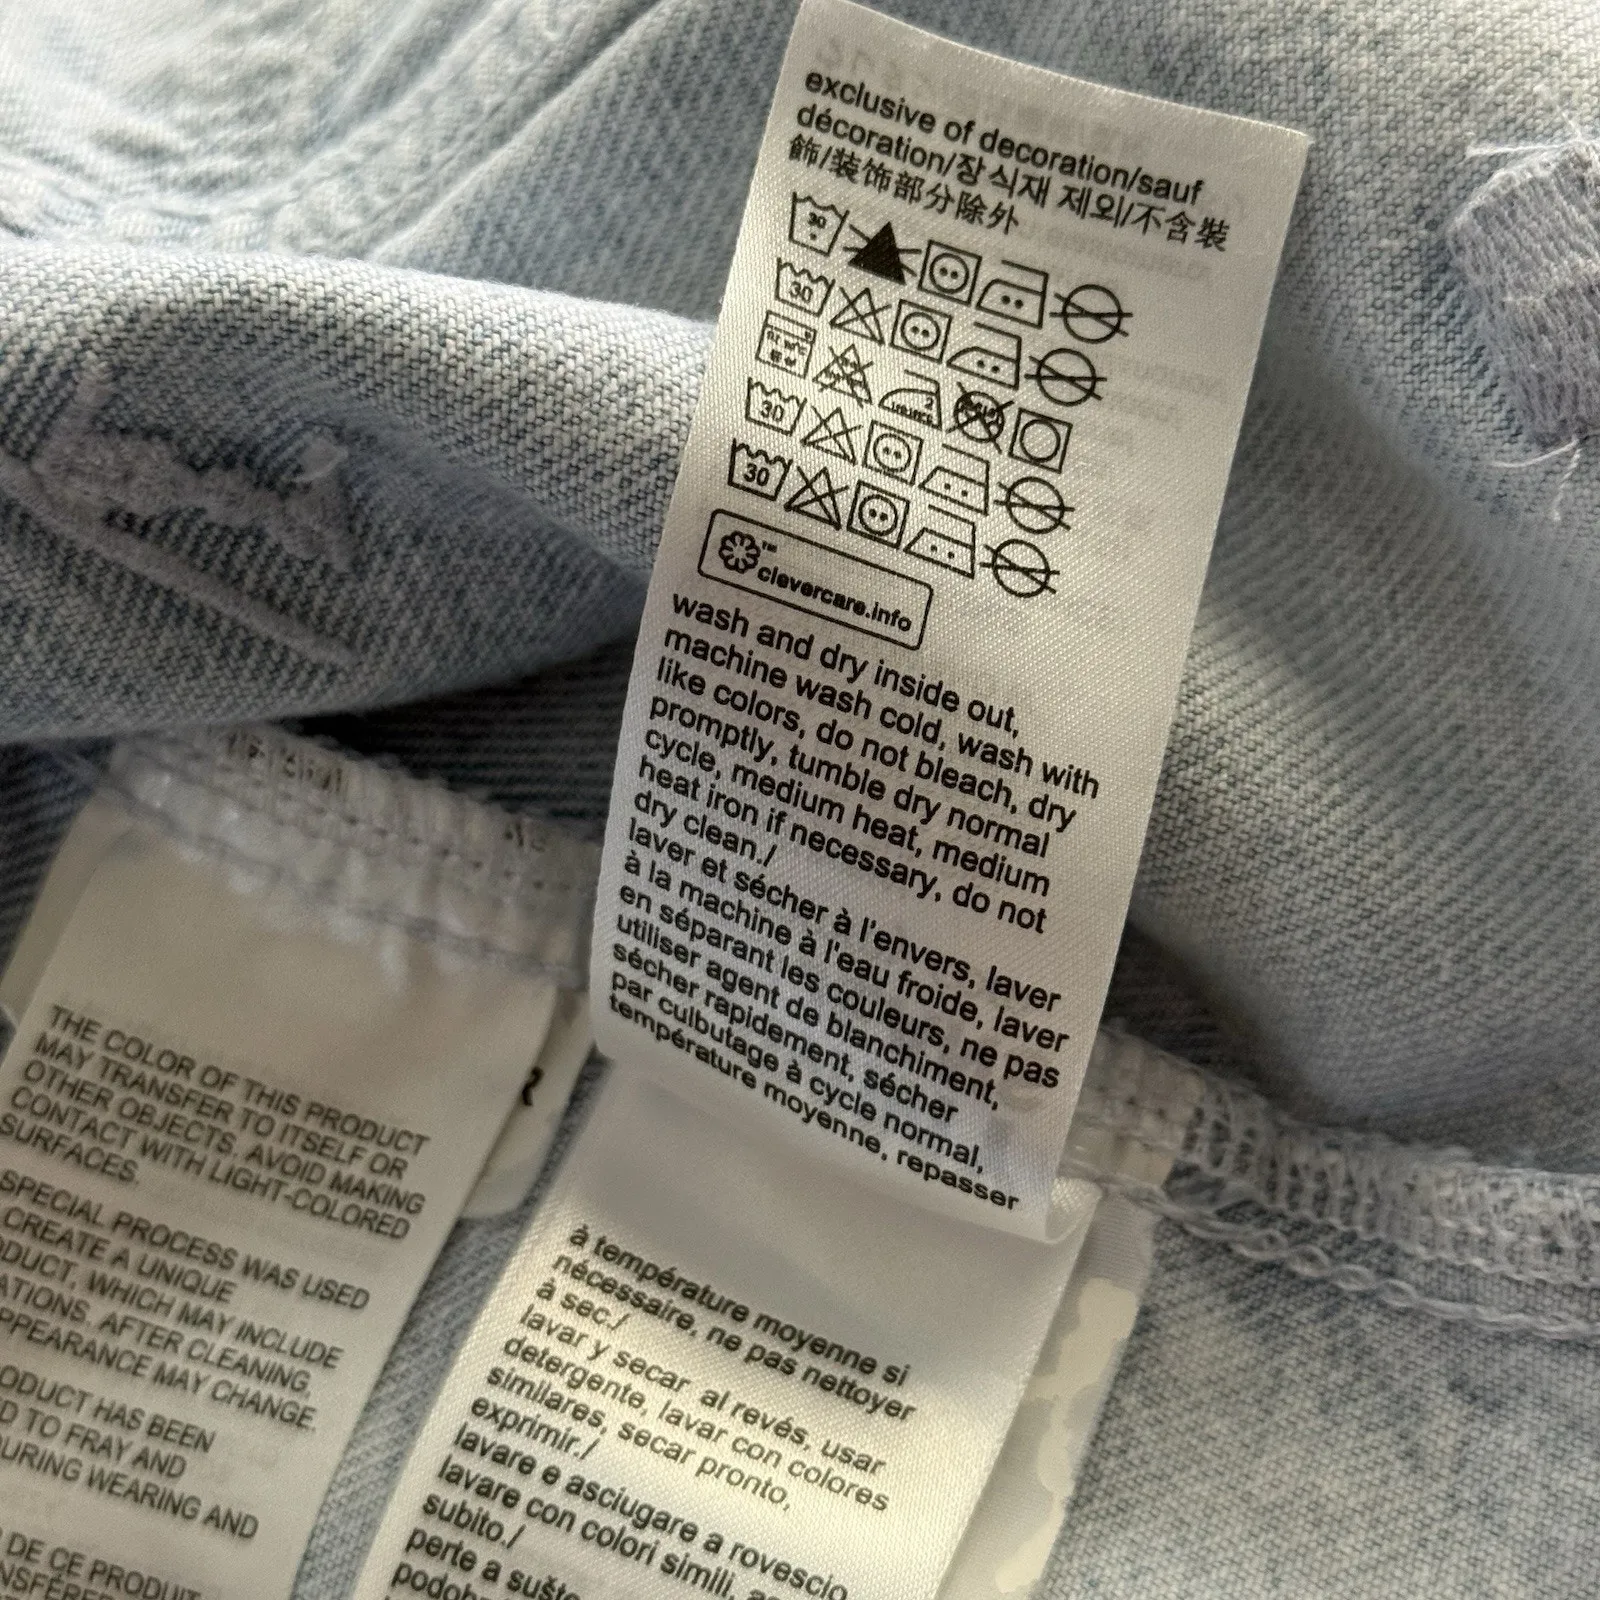 exclusive of decoration/sauf
décoration/장식재 제외/不含裝
飾/装饰部分除外
30
30
30
30
clevercare.info
wash and dry inside out,
machine wash cold, wash with
like colors, do not bleach, dry
promptly, tumble dry normal
cycle, medium heat, medium
heat iron if necessary, do not
dry clean./
laver et sécher à l'envers, laver
à la machine à l'eau froide, laver
en séparant les couleurs, ne pas
utiliser agent de blanchiment,
sécher rapidement, sécher
par culbutage à cycle normal,
température moyenne, repasser
THE COLOR OF THIS PRODUCT
MAY TRANSFER TO ITSELF OR
OTHER OBJECTS. AVOID MAKING
CONTACT WITH LIGHT-COLORED
SURFACES.
SPECIAL PROCESS WAS USED
CREATE A UNIQUE
ODUCT, WHICH MAY INCLUDE
ATIONS. AFTER CLEANING,
PPEARANCE MAY CHANGE.
ODUCT HAS BEEN
D TO FRAY AND
URING WEARING AND
DE CE PRODUIT
à température moyenne si
nécessaire, ne pas nettoyer
à sec./
lavar y secar al revés, usar
detergente, lavar con colores
similares, secar pronto,
exprimir./
lavare e asciugare a rovescio
lavare con colori simili,
subito./
perte a sušte